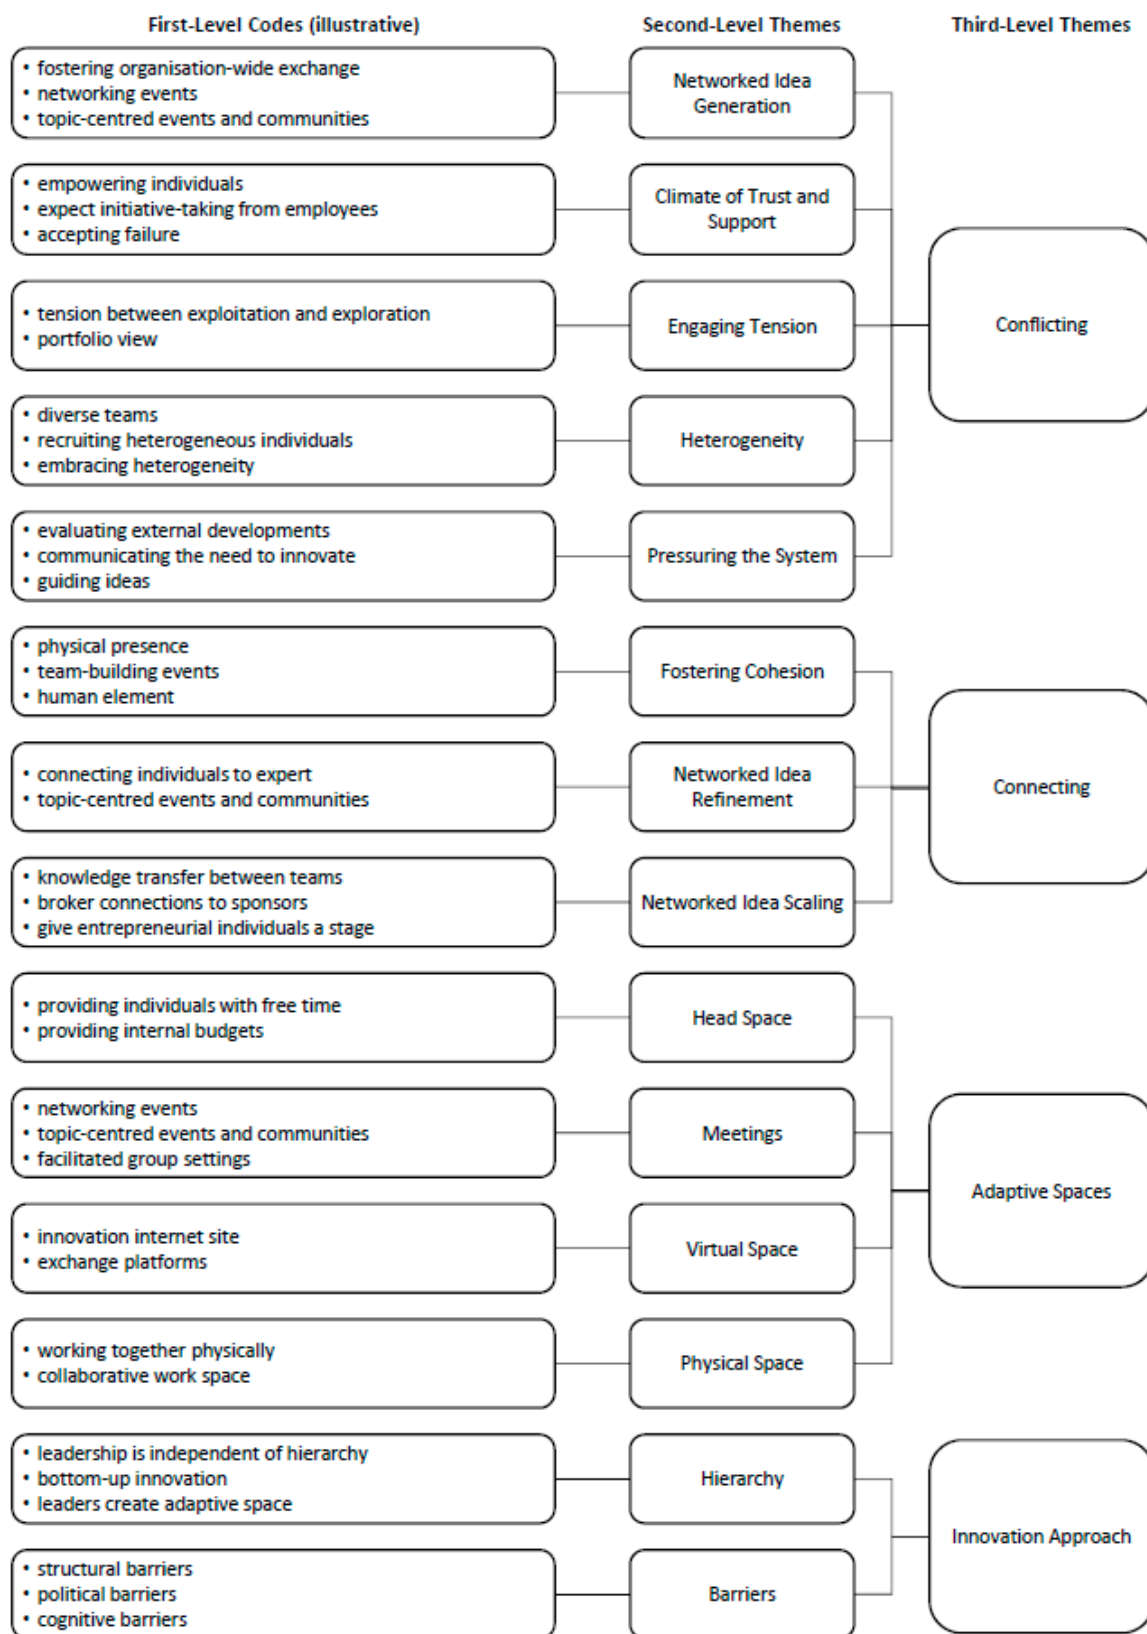 First-Level Codes (illustrative)
Second-Level Themes
Third-Level Themes
• fostering organisation-wide exchange
• networking events
• topic-centred events and communities
Networked Idea
Generation
• empowering individuals
• expect initiative-taking from employees
• accepting failure
Climate of Trust and
Support
• tension between exploitation and exploration
• portfolio view
Engaging Tension
Conflicting
• diverse teams
• recruiting heterogeneous individuals
• embracing heterogeneity
Heterogeneity
• evaluating external developments
• communicating the need to innovate
• guiding ideas
Pressuring the System
• physical presence
• team-building events
• human element
Fostering Cohesion
• connecting individuals to expert
• topic-centred events and communities
Networked Idea
Refinement
Connecting
• knowledge transfer between teams
• broker connections to sponsors
• give entrepreneurial individuals a stage
Networked Idea Scaling
• providing individuals with free time
• providing internal budgets
Head Space
• networking events
• topic-centred events and communities
• facilitated group settings
Meetings
Adaptive Spaces
• innovation internet site
• exchange platforms
Virtual Space
• working together physically
• collaborative work space
Physical Space
• leadership is independent of hierarchy
• bottom-up innovation
• leaders create adaptive space
Hierarchy
Innovation Approach
• structural barriers
• political barriers
• cognitive barriers
Barriers